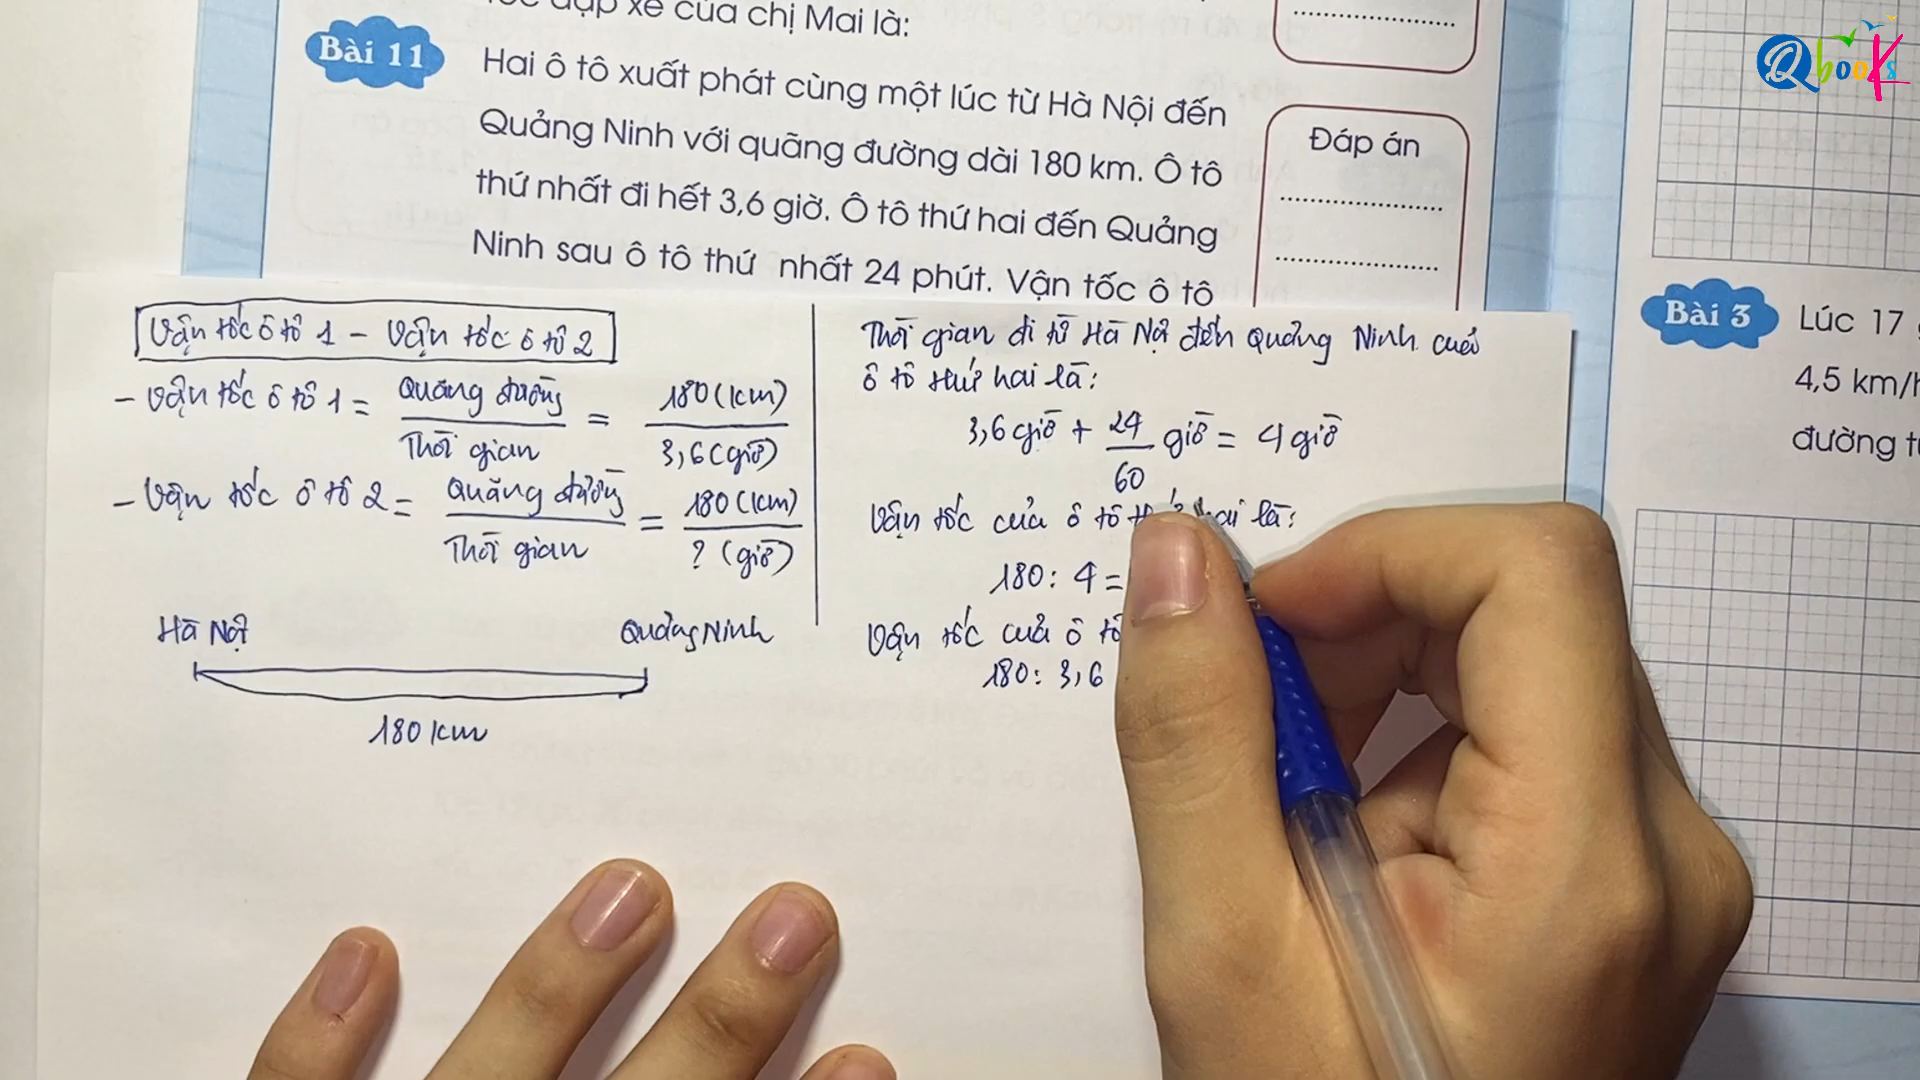 đạp xe của chị Mai là:
Bài 11
Hai ô tô xuất phát cùng một lúc từ Hà Nội đến
Quảng Ninh với quãng đường dài 180 km. Ô tô
thứ nhất đi hết 3,6 giờ. Ô tô thứ hai đến Quảng
Ninh sau ô tô thứ nhất 24 phút. Vận tốc ô tô
Đáp án
Qbooks
Vận tốc ô tô 1 - Vận tốc ô tô 2
- Vận tốc ô tô 1 = Quãng đường / Thời gian = 180 (km) / 3,6 (giờ)
- Vận tốc ô tô 2 = Quãng đường / Thời gian = 180 (km) / ? (giờ)
Hà Nội Quảng Ninh
180 km
Thời gian đi từ Hà Nội đến Quảng Ninh của
ô tô thứ hai là:
3,6 giờ + 24/60 giờ = 4 giờ
Vận tốc của ô tô hai là:
180 : 4 =
Vận tốc của ô tô
180 : 3,6
Bài 3
Lúc 17
4,5 km/h
đường